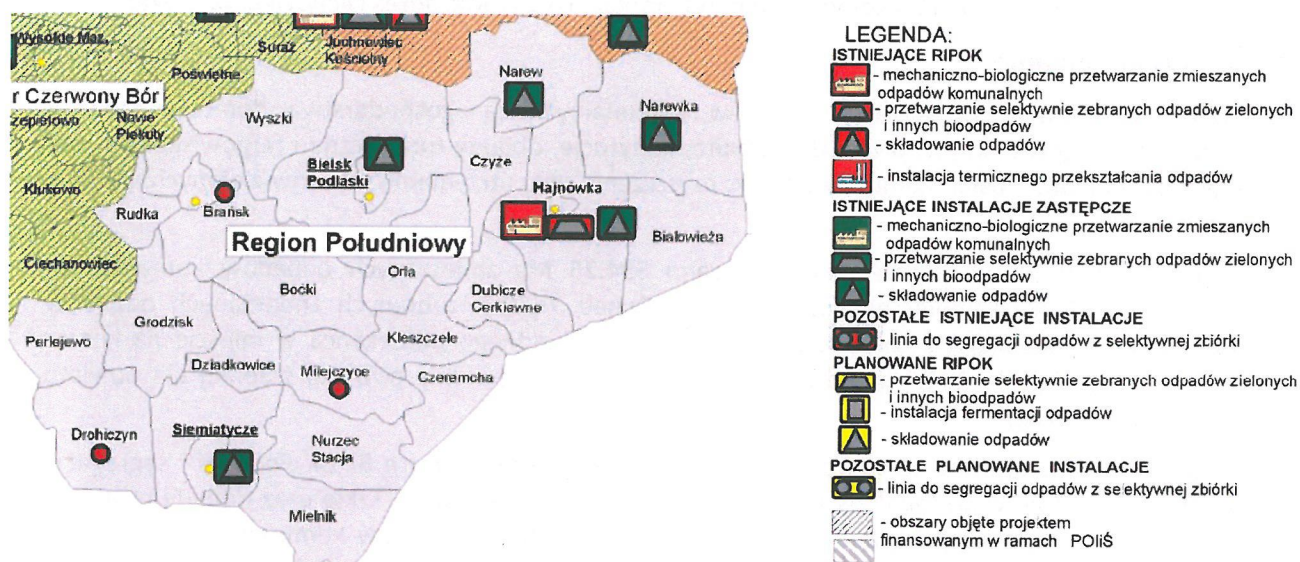 Wysokie Maz.
Suraż
Juchnowiec
Kościelny
Poświętne
r Czerwony Bór
Nowe
Piekuty
Klukowo
Ciechanowiec
Narew
Narewka
Wyszki
Bielsk
Podlaski
Czyże
Hajnówka
Rudka
Brańsk
Region Południowy
Białowieża
Orla
Boćki
Dubicze
Cerkiewne
Grodzisk
Perlejewo
Kleszczele
Dziadkowice
Milejczyce
Czeremcha
Drohiczyn
Siemiatycze
Nurzec
Stacja
Mielnik
LEGENDA:
ISTNIEJĄCE RIPOK
- mechaniczno-biologiczne przetwarzanie zmieszanych
odpadów komunalnych
- przetwarzanie selektywnie zebranych odpadów zielonych
i innych bioodpadów
- składowanie odpadów
- instalacja termicznego przekształcania odpadów
ISTNIEJĄCE INSTALACJE ZASTĘPCZE
- mechaniczno-biologiczne przetwarzanie zmieszanych
odpadów komunalnych
- przetwarzanie selektywnie zebranych odpadów zielonych
i innych bioodpadów
- składowanie odpadów
POZOSTAŁE ISTNIEJĄCE INSTALACJE
- linia do segregacji odpadów z selektywnej zbiórki
PLANOWANE RIPOK
- przetwarzanie selektywnie zebranych odpadów zielonych
i innych bioodpadów
- instalacja fermentacji odpadów
- składowanie odpadów
POZOSTAŁE PLANOWANE INSTALACJE
- linia do segregacji odpadów z selektywnej zbiórki
- obszary objęte projektem
finansowanym w ramach POIiŚ